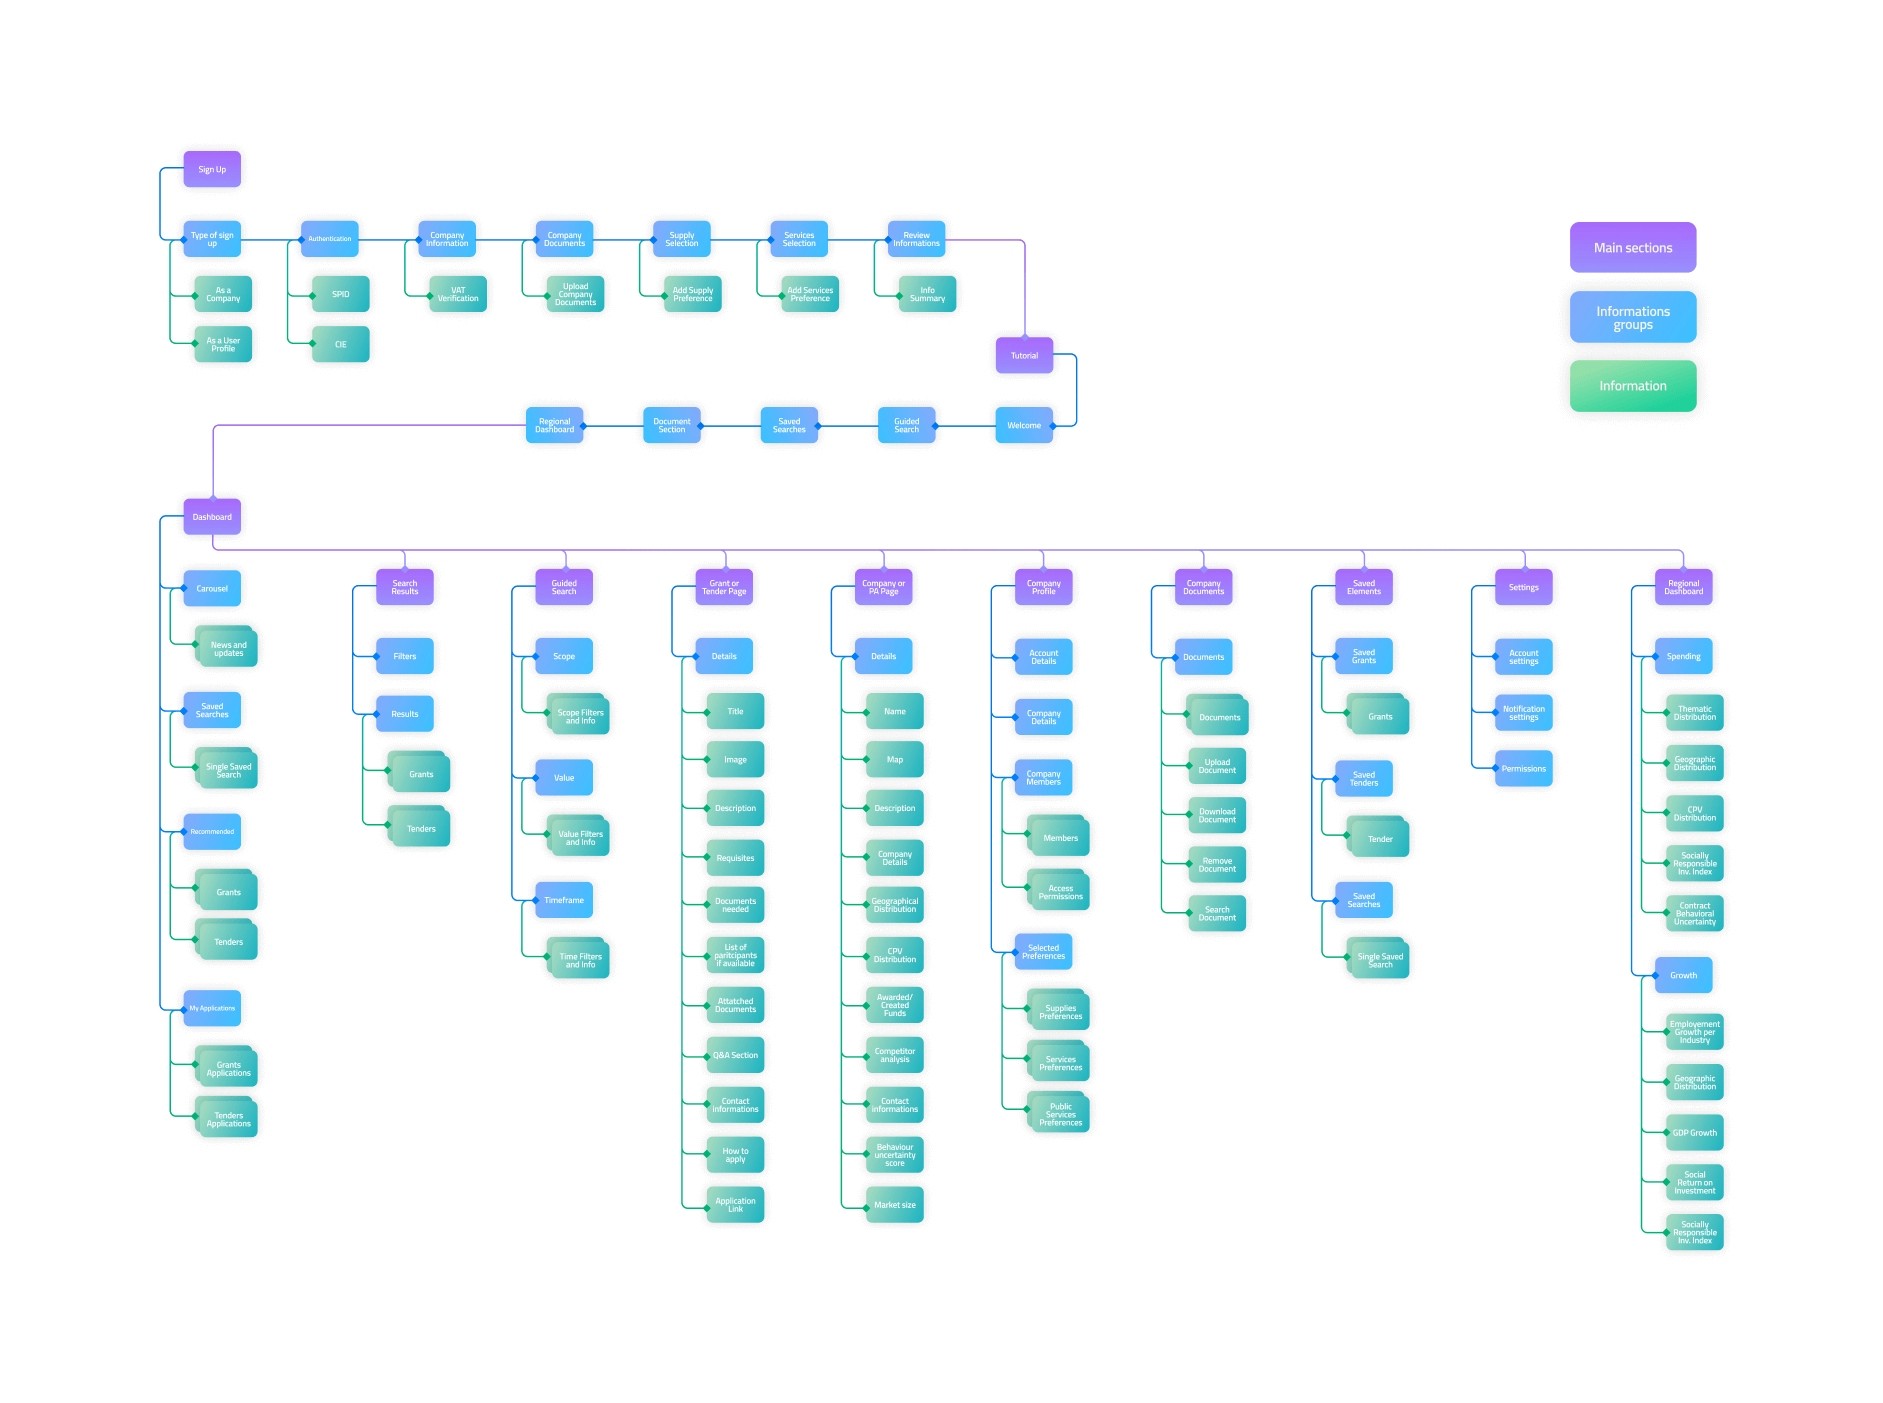 Sign Up
Type of sign
up
Authentication
Company
Information
Company
Documents
Supply
Selection
Services
Selection
Review
Informations
As a
Company
SPID
VAT
Verification
Upload
Company
Documents
Add Supply
Preference
Add Services
Preference
Info
Summary
As a User
Profile
CIE
Main sections
Informations
groups
Information
Tutorial
Regional
Dashboard
Document
Section
Saved
Searches
Guided
Search
Welcome
Dashboard
Carousel
News and
updates
Saved
Searches
Single Saved
Search
Recommended
Grants
Tenders
My Applications
Grants
Applications
Tenders
Applications
Search
Results
Filters
Results
Grants
Tenders
Guided
Search
Scope
Scope Filters
and Info
Value
Value Filters
and Info
Timeframe
Time Filters
and Info
Grant or
Tender Page
Details
Title
Image
Description
Requisites
Documents
needed
List of
paritcipants
if available
Attatched
Documents
Q&A Section
Contact
Informations
How to
apply
Application
Link
Company or
PA Page
Details
Name
Map
Description
Company
Details
Geographical
Distribution
CPV
Distribution
Awarded/
Created
Funds
Competitor
analysis
Contact
informations
Behaviour
uncertainty
score
Market size
Company
Profile
Account
Details
Company
Details
Company
Members
Members
Access
Permissions
Selected
Preferences
Supplies
Preferences
Services
Preferences
Public
Services
Preferences
Company
Documents
Documents
Documents
Upload
Document
Download
Document
Remove
Document
Search
Document
Saved
Elements
Saved
Grants
Grants
Saved
Tenders
Tender
Saved
Searches
Single Saved
Search
Settings
Account
settings
Notification
settings
Permissions
Regional
Dashboard
Spending
Thematic
Distribution
Geographic
Distribution
CPV
Distribution
Socially
Responsible
Inv. Index
Contract
Behavioral
Uncertainty
Growth
Employement
Growth per
Industry
Geographic
Distribution
GDP Growth
Social
Return on
Investment
Socially
Responsible
Inv. Index